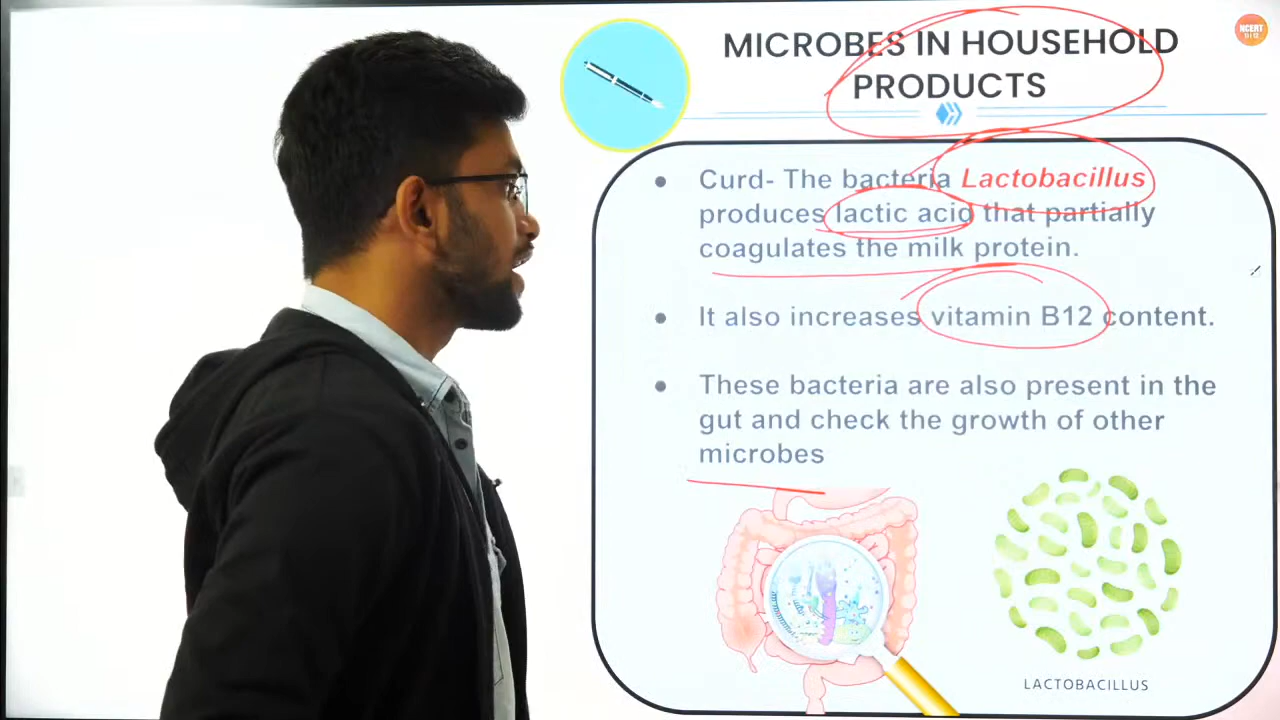 MICROBES IN HOUSEHOLD
PRODUCTS
NCERT
● Curd- The bacteria Lactobacillus
produces lactic acid that partially
coagulates the milk protein.
● It also increases vitamin B12 content.
● These bacteria are also present in the
gut and check the growth of other
microbes
LACTOBACILLUS